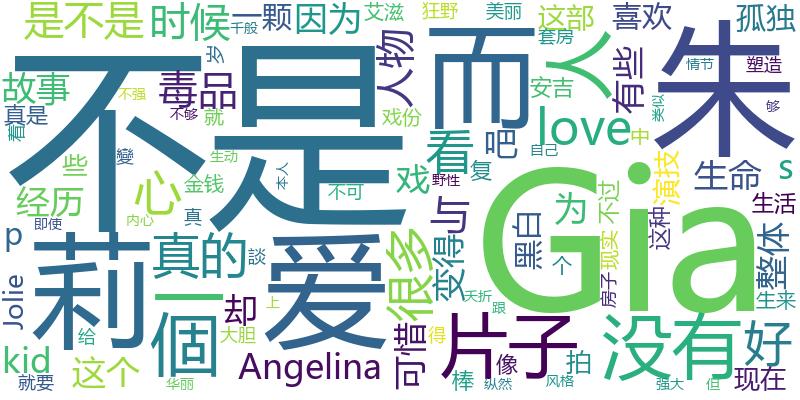 是不是
时候
一颗
因为
艾滋
狂野
美丽
这部
喜欢
孤独
千般
岁
套房
故事
毒品
不是
人物
而
人
有些
安吉
塑造
情节
类似
朱
真是
不强
不够
就
戏份
love
够
着
些
變
生动
看
吧
中
经历
心
金钱
本人
不可
戏
复
自己
演技
生命
s
即使
内心
真
野性
与
为
不过
这种
生活
p
莉
真的
談
爱
很多
变得
黑白
个
现实
房子
整体
Gia
Jolie
一個
却
上
夭折
跟
生来
kid
给
这个
大胆
Angelina
可惜
得
片子
像
棒
拍
没有
好
就要
华丽
纵然
风格
强大
但
现在